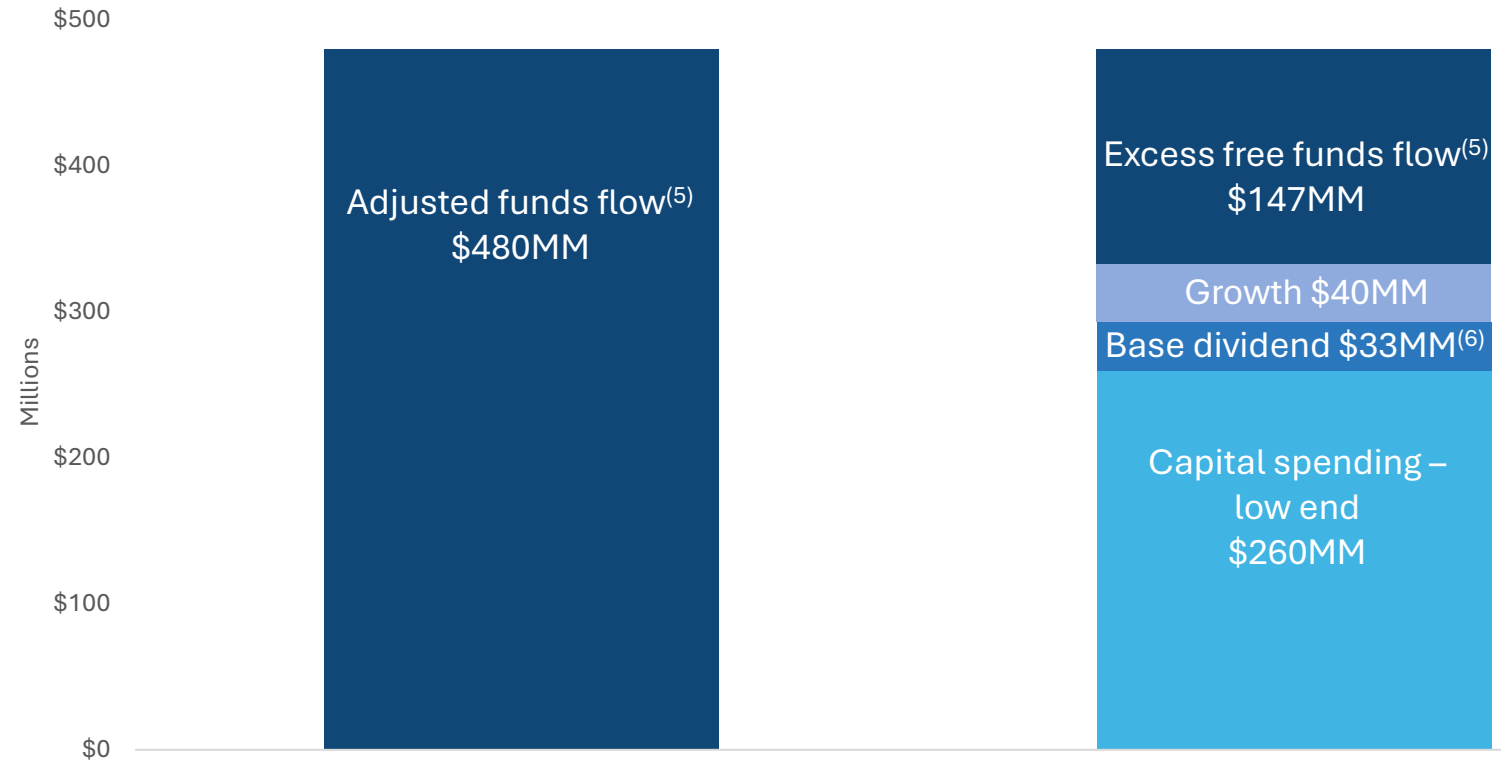 $500
$400
$300
$200
$100
$0
Millions
Adjusted funds flow(5)
$480MM
Excess free funds flow(5)
$147MM
Growth $40MM
Base dividend $33MM(6)
Capital spending –
low end
$260MM